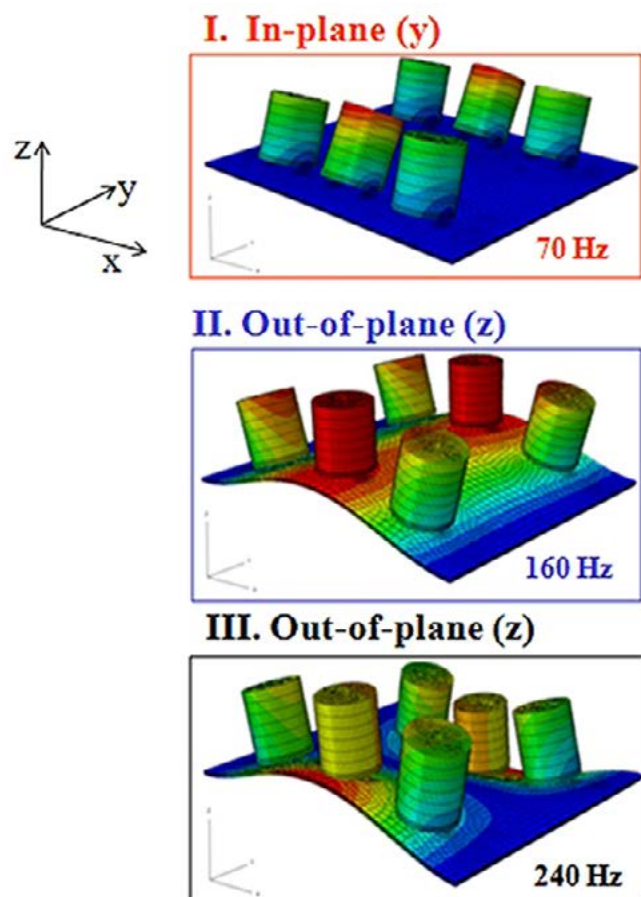 I. In-plane (y)
z
y
x
70 Hz
II. Out-of-plane (z)
160 Hz
III. Out-of-plane (z)
240 Hz